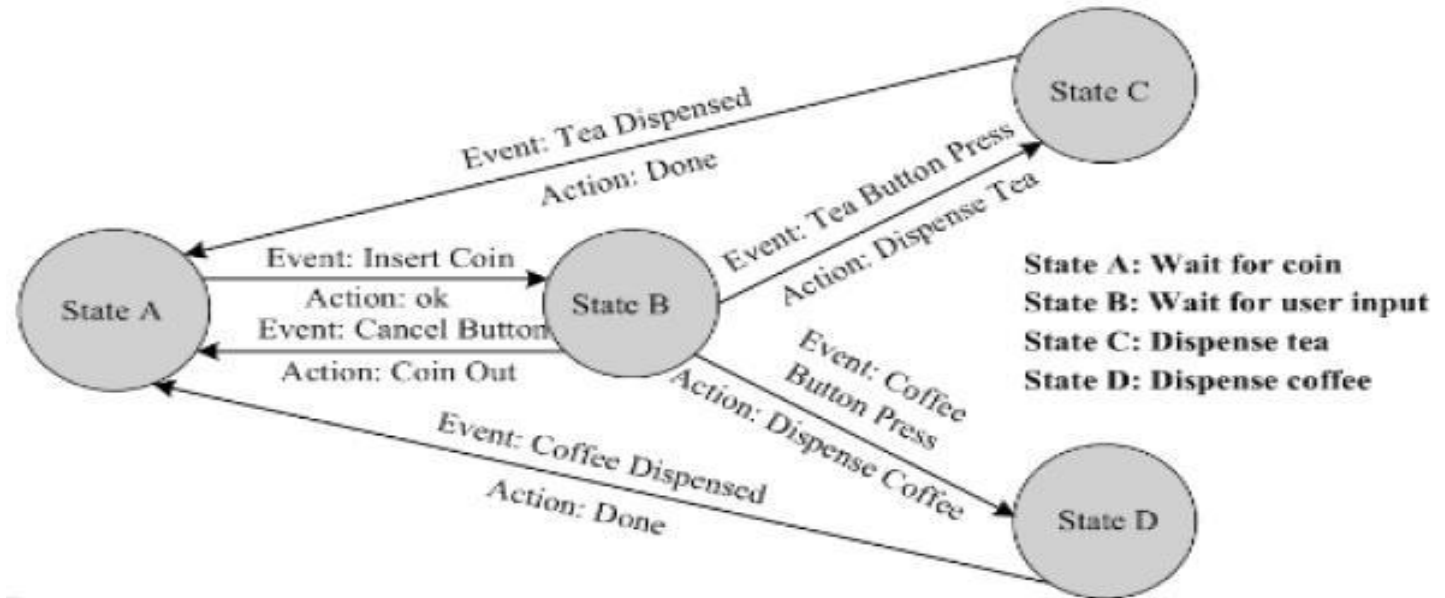 State C
Event: Tea Dispensed
Action: Done
Event: Tea Button Press
Action: Dispense Tea
State A
Event: Insert Coin
Action: ok
Event: Cancel Button
Action: Coin Out
State B
State A: Wait for coin
State B: Wait for user input
State C: Dispense tea
State D: Dispense coffee
Event: Coffee
Button Press
Action: Dispense Coffee
Event: Coffee Dispensed
Action: Done
State D